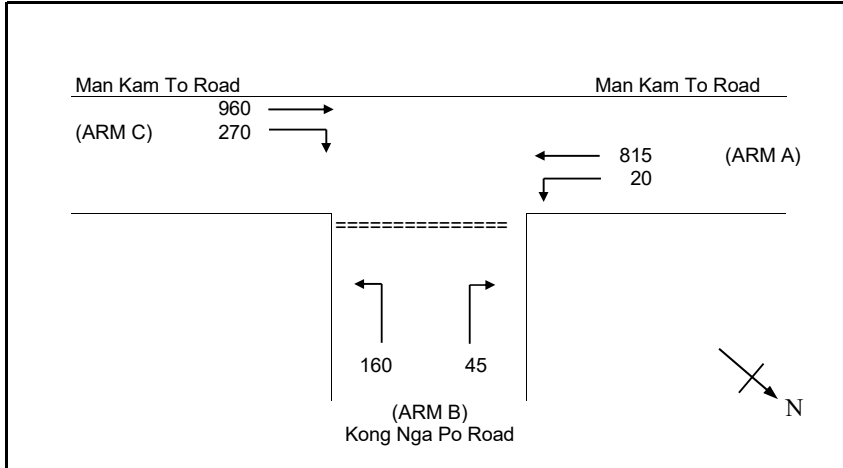 Man Kam To Road Man Kam To Road
960
(ARM C) 270
815 (ARM A)
20
160 45
(ARM B)
Kong Nga Po Road
N